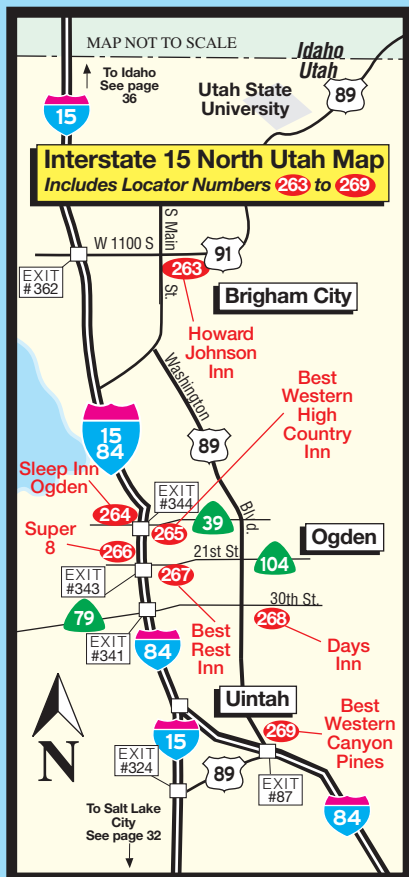 MAP NOT TO SCALE
Idaho
Utah
To Idaho
See page
36
15
Utah State
University
89
Interstate 15 North Utah Map
Includes Locator Numbers 263 to 269
S Main
St.
W 1100 S
91
263
EXIT
#362
Brigham City
Howard
Johnson
Inn
Washington
Blvd.
Best
Western
High
Country
Inn
89
15
84
Sleep Inn
Ogden
264
EXIT
#344
39
265
Super
8
266
21st St.
104
Ogden
EXIT
#343
267
30th St.
79
268
EXIT
#341
Best
Rest
Inn
Days
Inn
84
Uintah
269
Best
Western
Canyon
Pines
N
15
EXIT
#324
89
EXIT
#87
84
To Salt Lake
City
See page 32